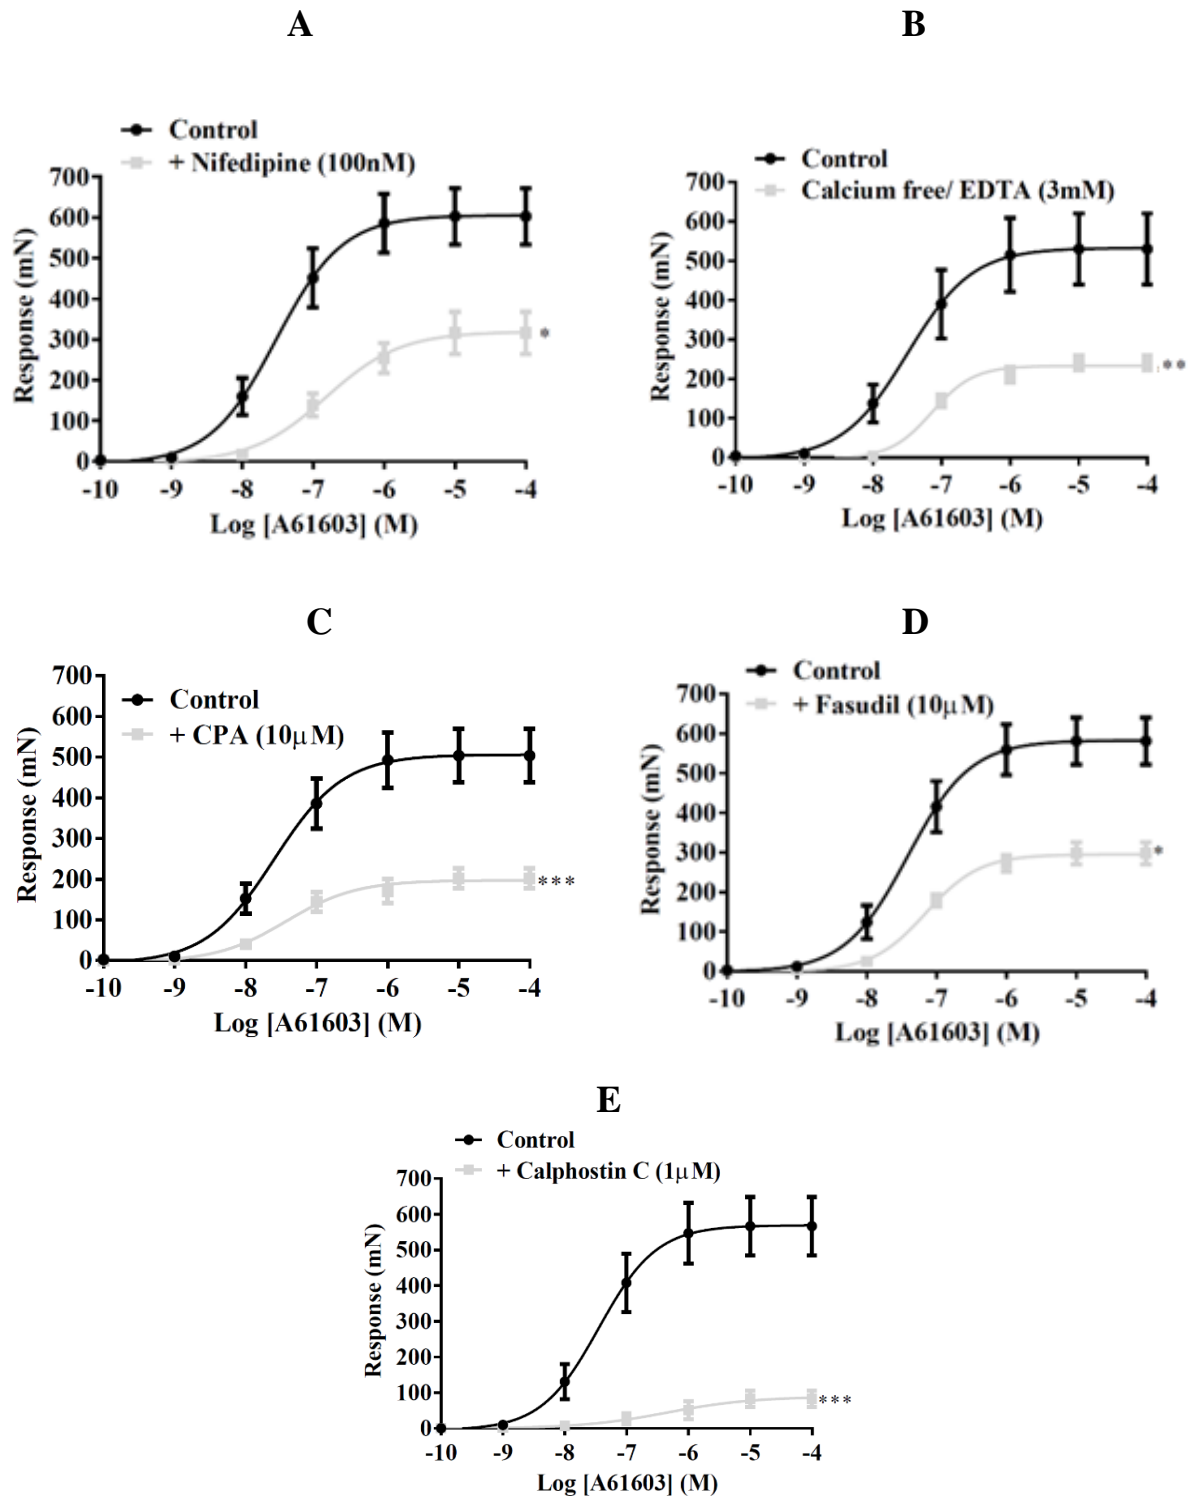 A
Control
+ Nifedipine (100nM)
700
600
500
400
300
200
100
0
Response (mN)
*
-10 -9 -8 -7 -6 -5 -4
Log [A61603] (M)
B
Control
Calcium free/ EDTA (3mM)
700
600
500
400
300
200
100
0
Response (mN)
**
-10 -9 -8 -7 -6 -5 -4
Log [A61603] (M)
C
Control
+ CPA (10μM)
700
600
500
400
300
200
100
0
Response (mN)
***
-10 -9 -8 -7 -6 -5 -4
Log [A61603] (M)
D
Control
+ Fasudil (10μM)
700
600
500
400
300
200
100
0
Response (mN)
*
-10 -9 -8 -7 -6 -5 -4
Log [A61603] (M)
E
Control
+ Calphostin C (1μM)
700
600
500
400
300
200
100
0
Response (mN)
***
-10 -9 -8 -7 -6 -5 -4
Log [A61603] (M)